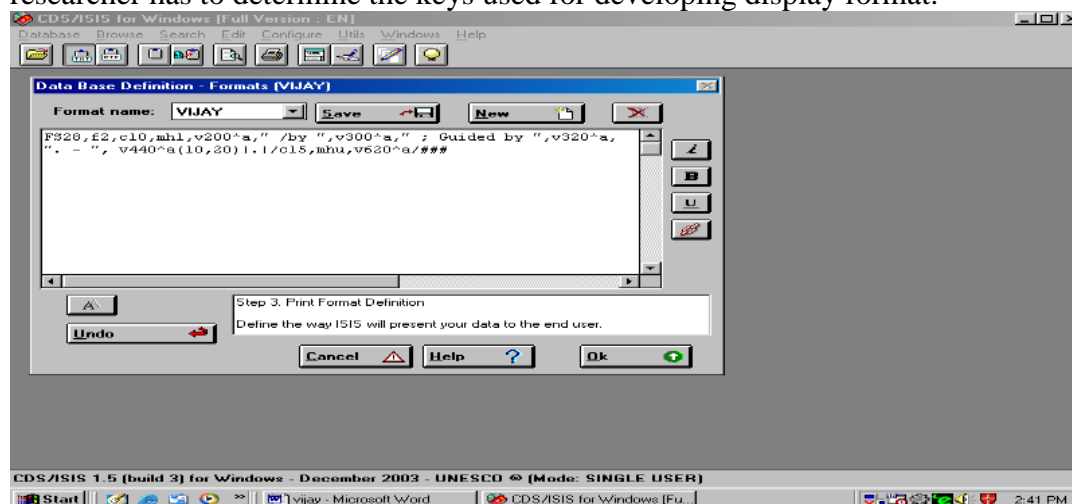 researcher has to determine the keys used for developing display format.
CDS/ISIS for Windows [Full Version : EN]
Database Browse Search Edit Configure Utils Windows Help
Data Base Definition - Formats (VIJAY)
Format name: VIJAY Save New
FS28,f2,c10,mhl,v200^a," /by ",v300^a," ; Guided by ",v320^a,
". - ", v440^a(10,20)|.|/c15,mhu,v620^a/###
i
B
U
A
Step 3. Print Format Definition
Undo
Define the way ISIS will present your data to the end user.
Cancel Help ? Ok
CDS/ISIS 1.5 (build 3) for Windows - December 2003 - UNESCO © (Mode: SINGLE USER)
Start » vijay - Microsoft Word CDS/ISIS for Windows [Fu... 2:41 PM